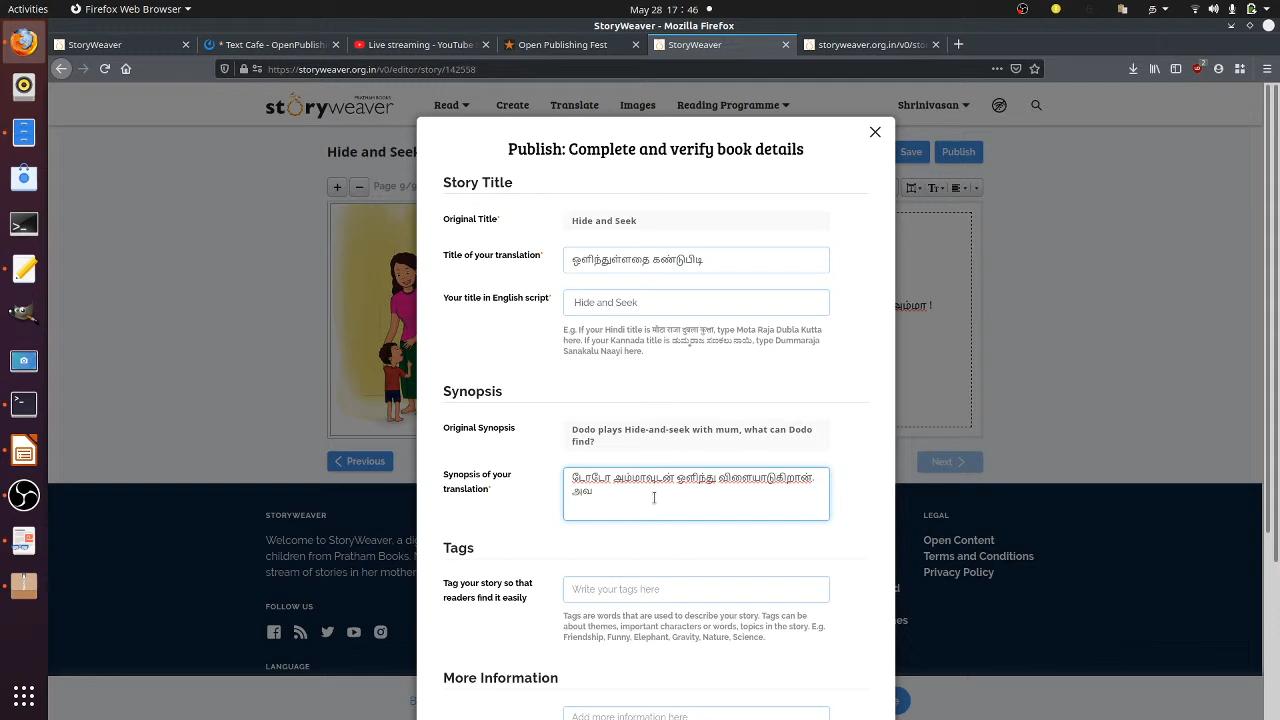 மார் 28 17 : 46
Firefox Web Browser
StoryWeaver
StoryWeaver
* Text Cafe - OpenPublish
Live streaming - YouTube
Open Publishing Fest
StoryWeaver
storyweaver.org.in/v0/sto
https://storyweaver.org.in/v0/editor/story/142558
PRATHAM BOOKS'
storyweaver
Read
Create
Translate
Images
Reading Programme
Shrinivasan
Hide and Seek
Save
Publish
Page 9/9
அம்மா !
Previous
Next
Publish: Complete and verify book details
Story Title
Original Title*
Hide and Seek
Title of your translation*
ஒளிந்துள்ளதை கண்டுபிடி
Your title in English script*
Hide and Seek
E.g. If your Hindi title is मोटा राजा दुबला कुत्ता, type Mota Raja Dubla Kutta
here. If your Kannada title is ದುಮ್ಮರಾಜ ಸಣಕಲು ನಾಯಿ, type Dummaraja
Sanakalu Naayi here.
Synopsis
Original Synopsis
Dodo plays Hide-and-seek with mum, what can Dodo
find?
Synopsis of your
translation*
டோடோ அம்மாவுடன் ஒளிந்து விளையாடுகிறான்.
அவ
Tags
Tag your story so that
readers find it easily
Write your tags here
Tags are words that are used to describe your story. Tags can be
about themes, important characters or words, topics in the story. E.g.
Friendship, Funny, Elephant, Gravity, Nature, Science.
More Information
Add more information here
STORYWEAVER
Welcome to StoryWeaver, a di
children from Pratham Books. W
stream of stories in her mother
FOLLOW US
LANGUAGE
LEGAL
Open Content
Terms and Conditions
Privacy Policy